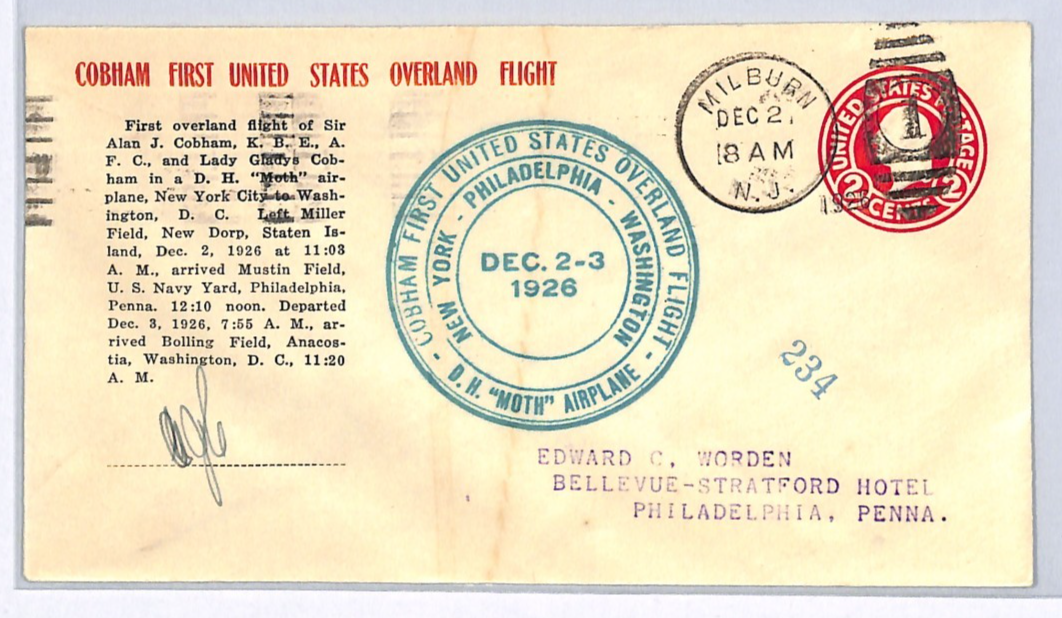 COBHAM FIRST UNITED STATES OVERLAND FLIGHT
First overland flight of Sir
Alan J. Cobham, K. B. E., A.
F. C., and Lady Gladys Cob-
ham in a D. H. "Moth" air-
plane, New York City to Wash-
ington, D. C. Left Miller
Field, New Dorp, Staten Is-
land, Dec. 2, 1926 at 11:03
A. M., arrived Mustin Field,
U. S. Navy Yard, Philadelphia,
Penna. 12:10 noon. Departed
Dec. 3, 1926, 7:55 A. M., ar-
rived Bolling Field, Anacos-
tia, Washington, D. C., 11:20
A. M.
COBHAM FIRST UNITED STATES OVERLAND FLIGHT -
NEW YORK - PHILADELPHIA - WASHINGTON
DEC. 2-3
1926
D. H. "MOTH" AIRPLANE -
MILBURN
DEC 2
8 AM
N. J.
1926
1
UNITED STATES POSTAGE
2 CENTS 2
234
EDWARD C. WORDEN
BELLEVUE-STRATFORD HOTEL
PHILADELPHIA, PENNA.